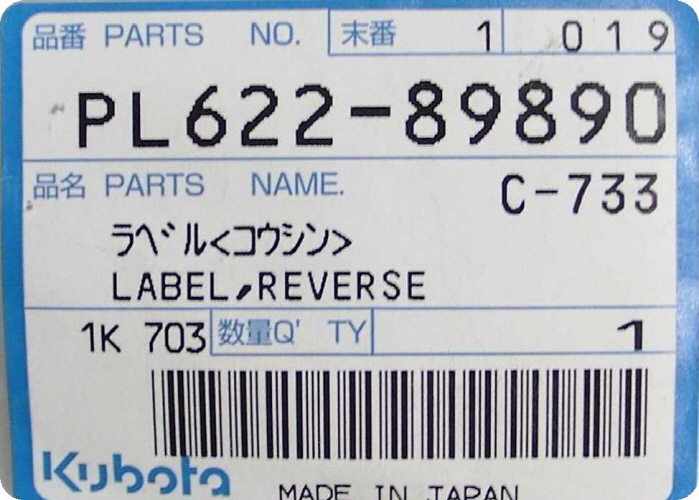 品番 PARTS NO. 末番 1 019
PL622-89890
品名 PARTS NAME. C-733
ラベル<コウシン>
LABEL,REVERSE
1K 703 数量Q'TY 1
Kubota
MADE IN JAPAN